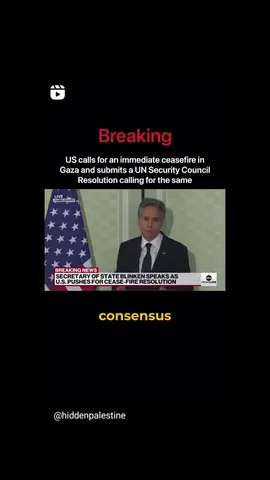 Breaking
US calls for an immediate ceasefire in
Gaza and submits a UN Security Council
Resolution calling for the same
LIVE
BREAKING NEWS
SECRETARY OF STATE BLINKEN SPEAKS AS
U.S. PUSHES FOR CEASE-FIRE RESOLUTION
consensus
@hiddenpalestine